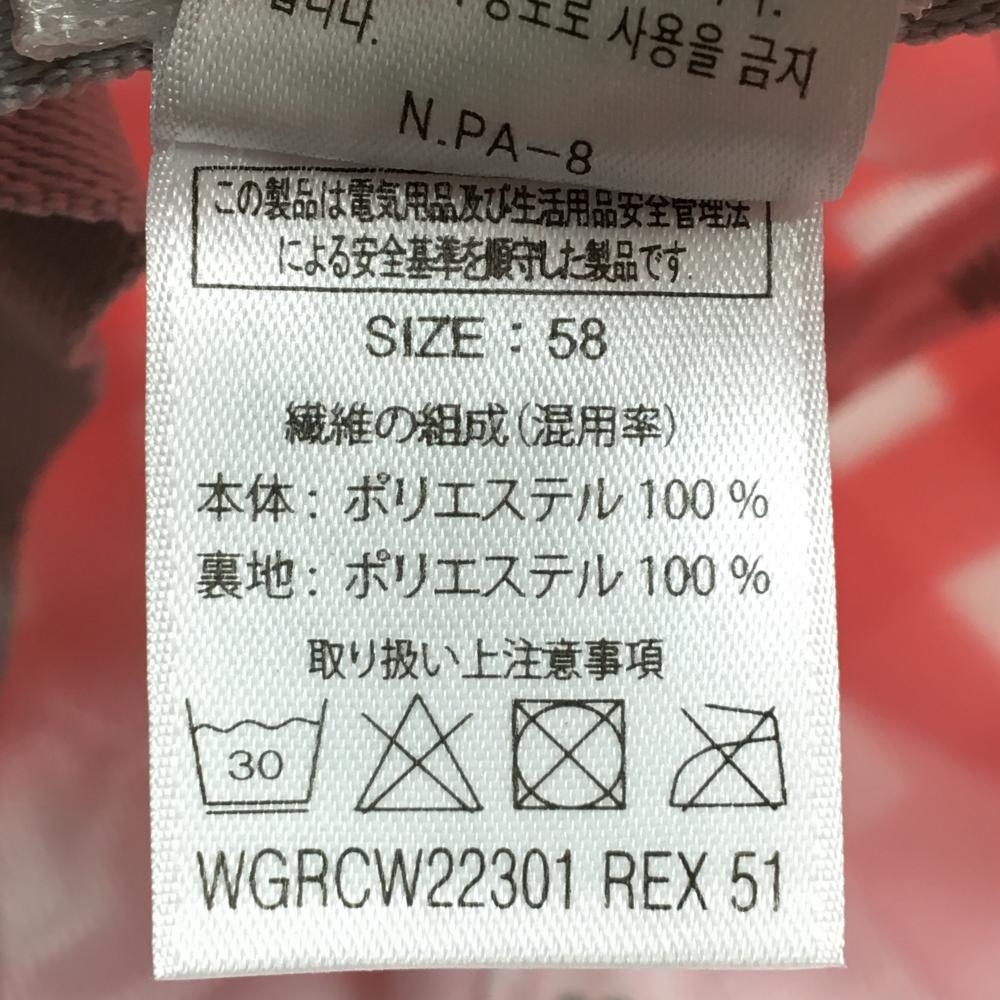 용도로 사용을 금지
니다.
N.PA-8
この製品は電気用品及び生活用品安全管理法
による安全基準を順守した製品です.
SIZE : 58
繊維の組成(混用率)
本体: ポリエステル 100 %
裏地: ポリエステル 100 %
取り扱い上注意事項
30
WGRCW22301 REX 51